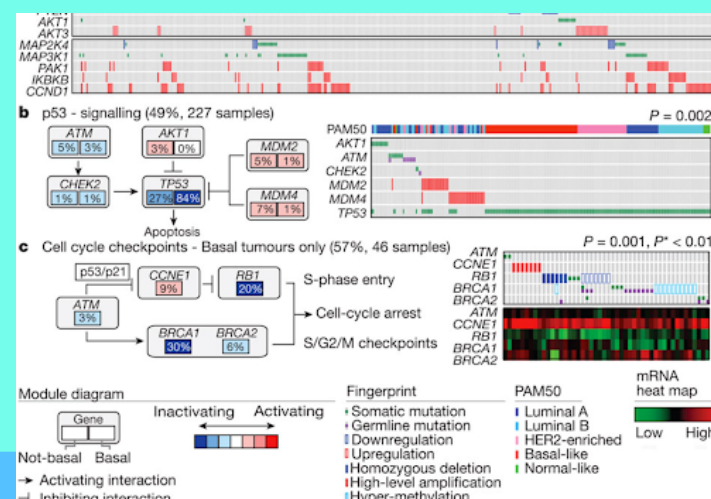 AKT1
AKT3
MAP2K4
MAP3K1
PAK1
IKBKB
CCND1
b p53 - signalling (49%, 227 samples)
P = 0.002
PAM50
ATM
5% 3%
AKT1
3% 0%
MDM2
5% 1%
CHEK2
1% 1%
TP53
27% 84%
MDM4
7% 1%
Apoptosis
AKT1
ATM
CHEK2
MDM2
MDM4
TP53
c Cell cycle checkpoints - Basal tumours only (57%, 46 samples)
P = 0.001, P* < 0.01
p53/p21
CCNE1
9%
RB1
20%
S-phase entry
ATM
3%
Cell-cycle arrest
BRCA1
30%
BRCA2
6%
S/G2/M checkpoints
ATM
CCNE1
RB1
BRCA1
BRCA2
ATM
CCNE1
RB1
BRCA1
BRCA2
Module diagram
Gene
Not-basal Basal
Inactivating Activating
Activating interaction
Inhibiting interaction
Fingerprint
Somatic mutation
Germline mutation
Downregulation
Upregulation
Homozygous deletion
High-level amplification
Hyper-methylation
PAM50
Luminal A
Luminal B
HER2-enriched
Basal-like
Normal-like
mRNA
heat map
Low High